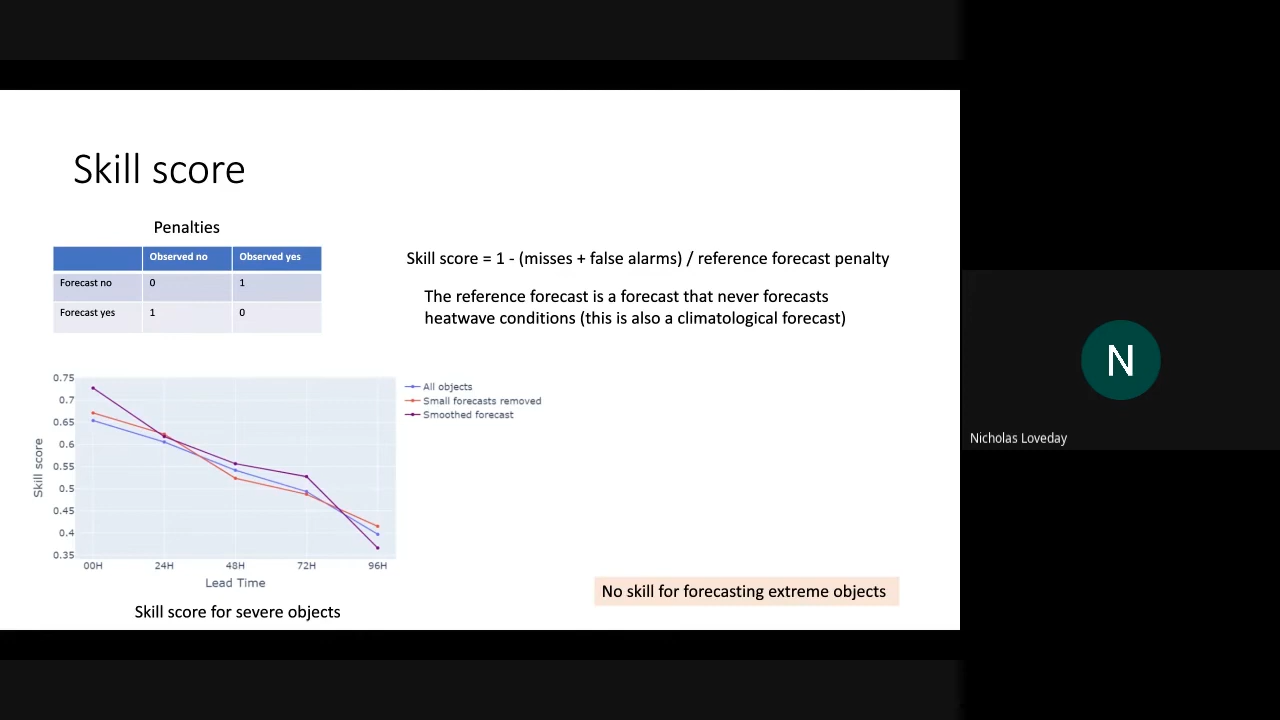 Skill score
Penalties
Observed no Observed yes
Forecast no 0 1
Forecast yes 1 0
Skill score = 1 - (misses + false alarms) / reference forecast penalty
The reference forecast is a forecast that never forecasts
heatwave conditions (this is also a climatological forecast)
0.75
0.7
0.65
0.6
0.55
0.5
0.45
0.4
0.35
Skill score
00H 24H 48H 72H 96H
Lead Time
All objects
Small forecasts removed
Smoothed forecast
Skill score for severe objects
No skill for forecasting extreme objects
N
Nicholas Loveday